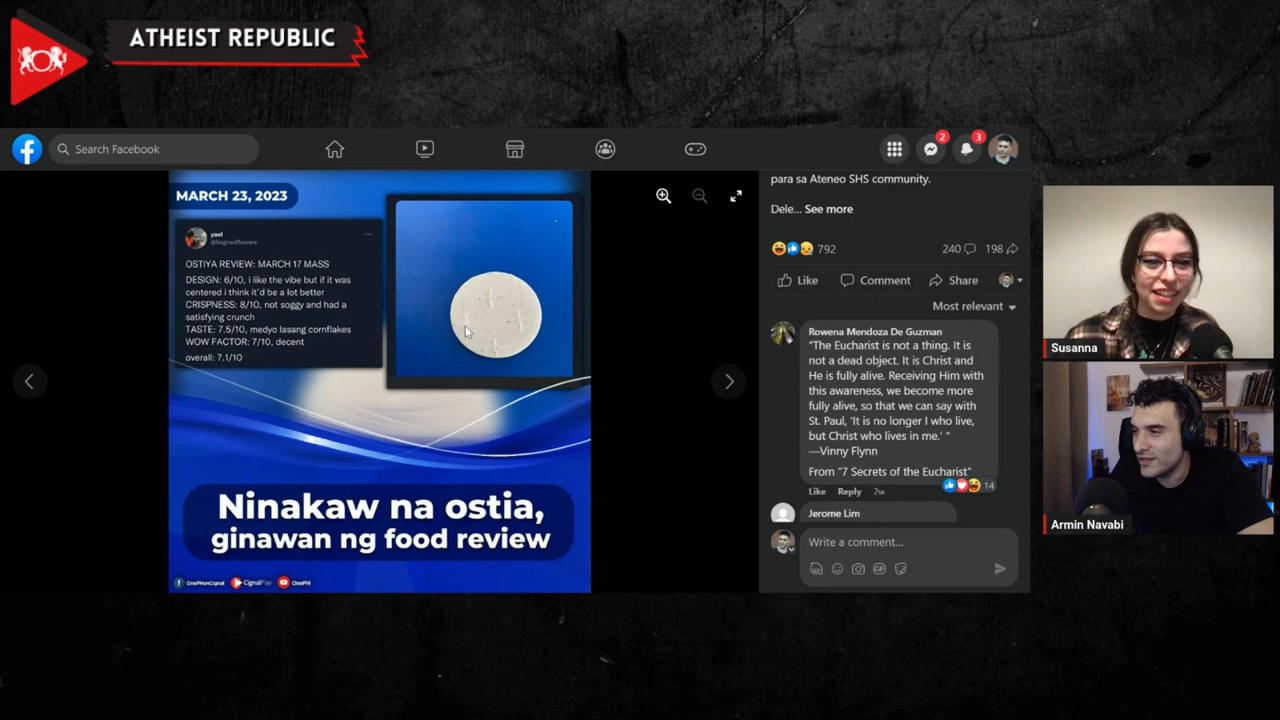 ATHEIST REPUBLIC
Search Facebook
2
3
MARCH 23, 2023
yael
@feignedflowers
OSTIYA REVIEW: MARCH 17 MASS
DESIGN: 6/10, i like the vibe but if it was
centered i think it'd be a lot better
CRISPNESS: 8/10, not soggy and had a
satisfying crunch
TASTE: 7.5/10, medyo lasang cornflakes
WOW FACTOR: 7/10, decent
overall: 7.1/10
Ninakaw na ostia,
ginawan ng food review
OnePHonCignal
CignalPlay
OnePH
para sa Ateneo SHS community.
Dele... See more
792
240
198
Like
Comment
Share
Most relevant
Rowena Mendoza De Guzman
"The Eucharist is not a thing. It is
not a dead object. It is Christ and
He is fully alive. Receiving Him with
this awareness, we become more
fully alive, so that we can say with
St. Paul, 'It is no longer I who live,
but Christ who lives in me.' "
—Vinny Flynn
From "7 Secrets of the Eucharist"
14
Like Reply 2w
Jerome Lim
Write a comment...
Susanna
Armin Navabi